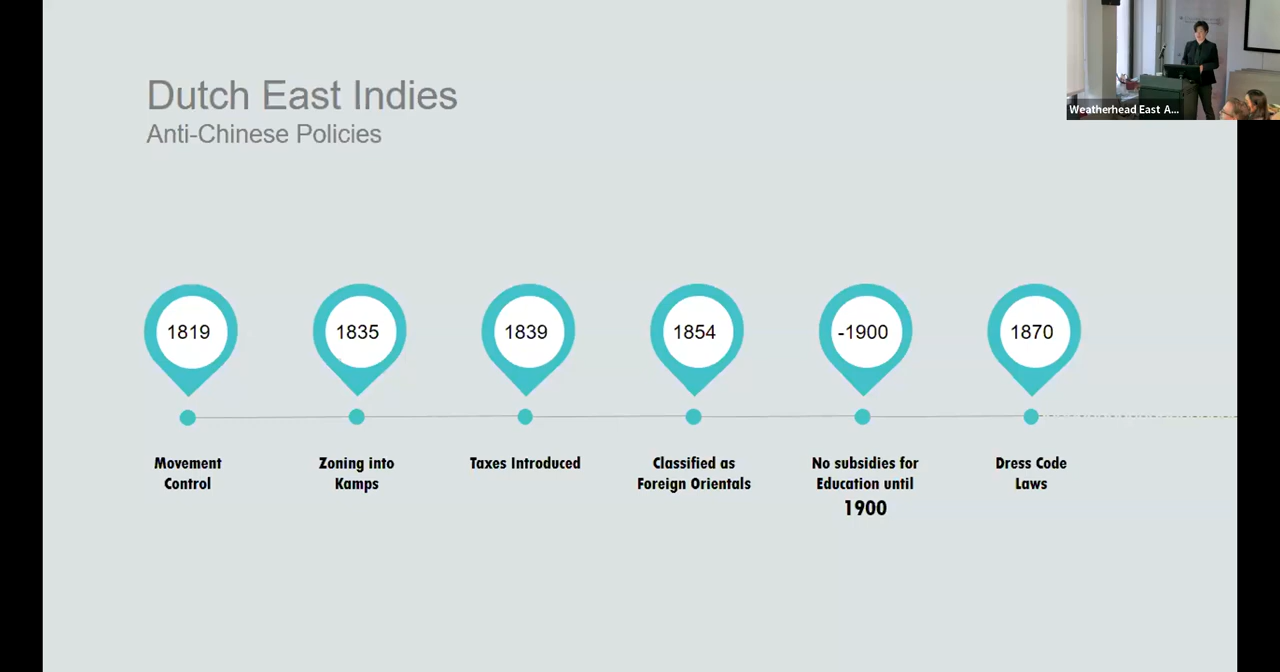 Dutch East Indies
Anti-Chinese Policies
Weatherhead East A...
1819
1835
1839
1854
-1900
1870
Movement
Control
Zoning into
Kamps
Taxes Introduced
Classified as
Foreign Orientals
No subsidies for
Education until
1900
Dress Code
Laws